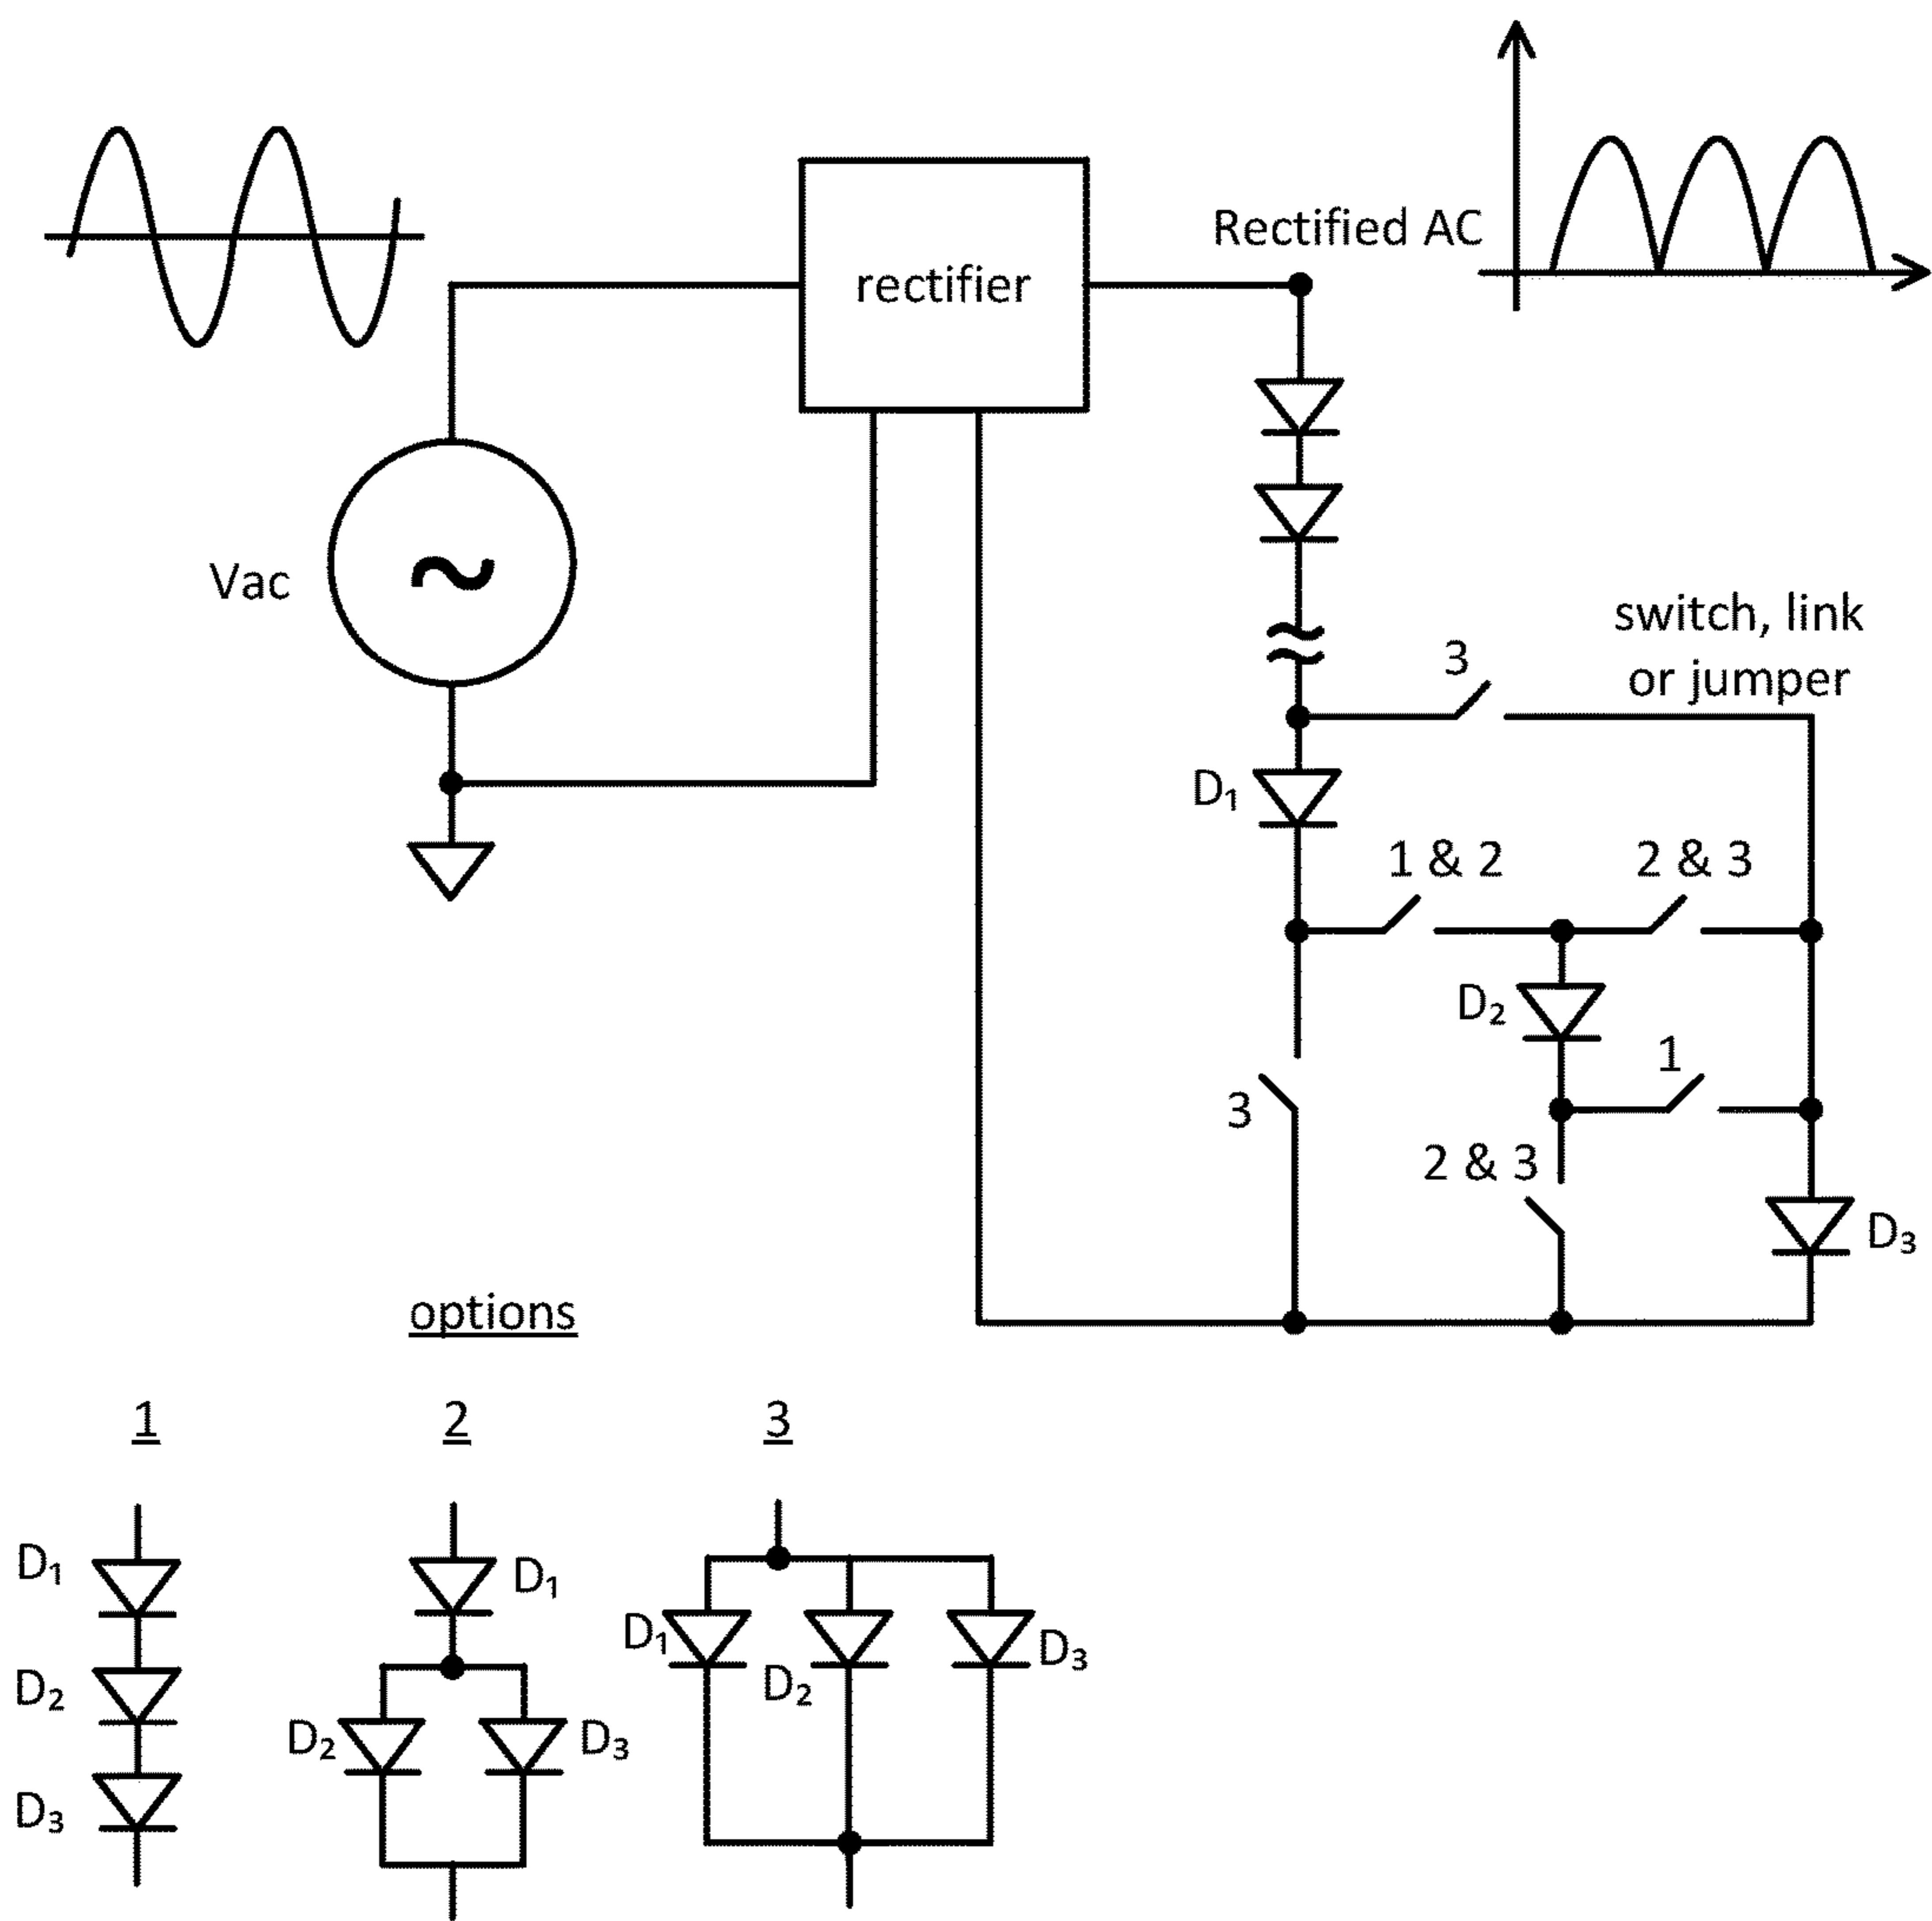 Rectified AC
rectifier
Vac
switch, link
or jumper
3
D₁
1 & 2
2 & 3
D₂
1
3
2 & 3
D₃
options
1
2
3
D₁
D₂
D₃
D₁
D₂
D₃
D₁
D₂
D₃